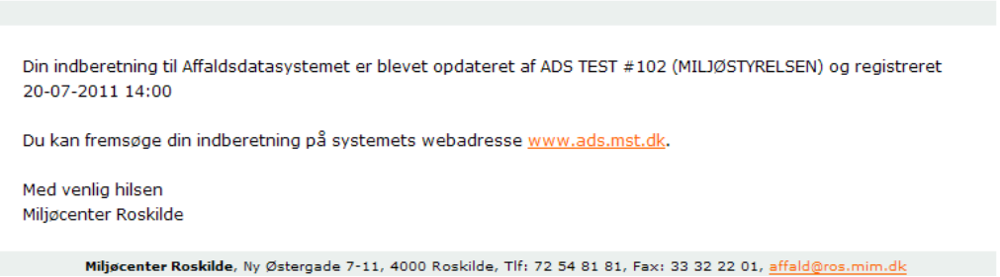 Din indberetning til Affaldsdatasystemet er blevet opdateret af ADS TEST #102 (MILJØSTYRELSEN) og registreret
20-07-2011 14:00
Du kan fremsøge din indberetning på systemets webadresse www.ads.mst.dk.
Med venlig hilsen
Miljøcenter Roskilde
Miljøcenter Roskilde, Ny Østergade 7-11, 4000 Roskilde, Tlf: 72 54 81 81, Fax: 33 32 22 01, affald@ros.mim.dk